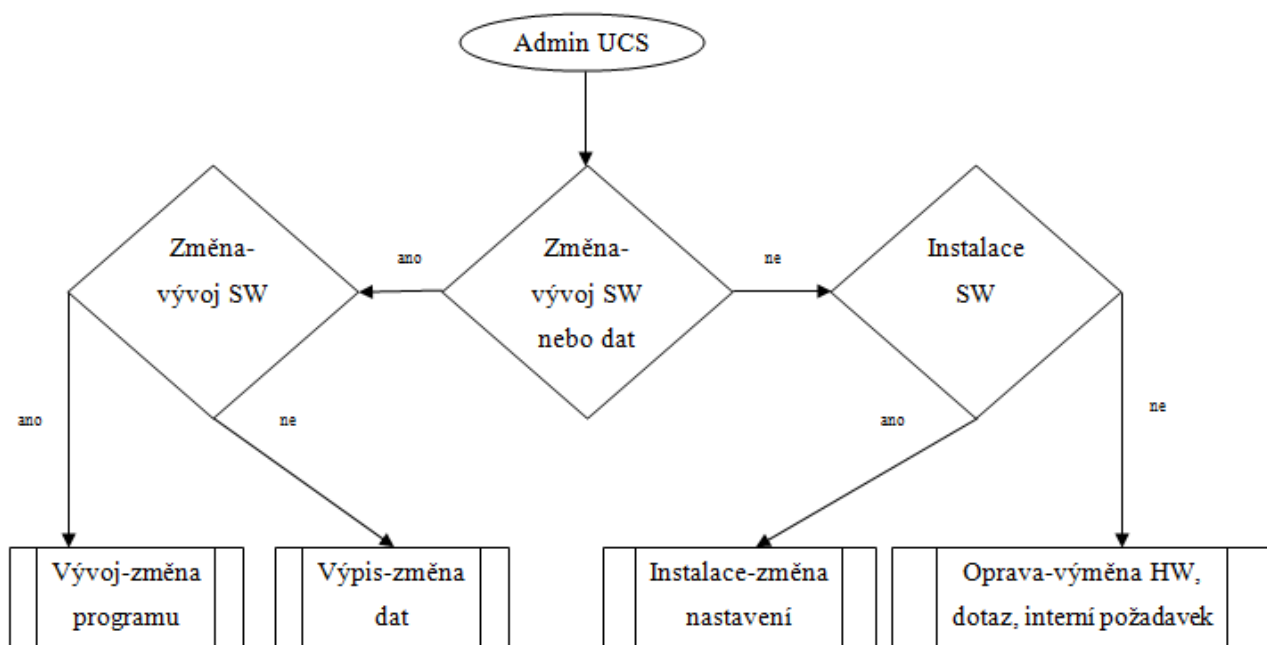 Admin UCS
Změna-
vývoj SW
ano
Změna-
vývoj SW
nebo dat
ne
Instalace
SW
ano
ne
ano
ne
Vývoj-změna
programu
Výpis-změna
dat
Instalace-změna
nastavení
Oprava-výměna HW,
dotaz, interní požadavek